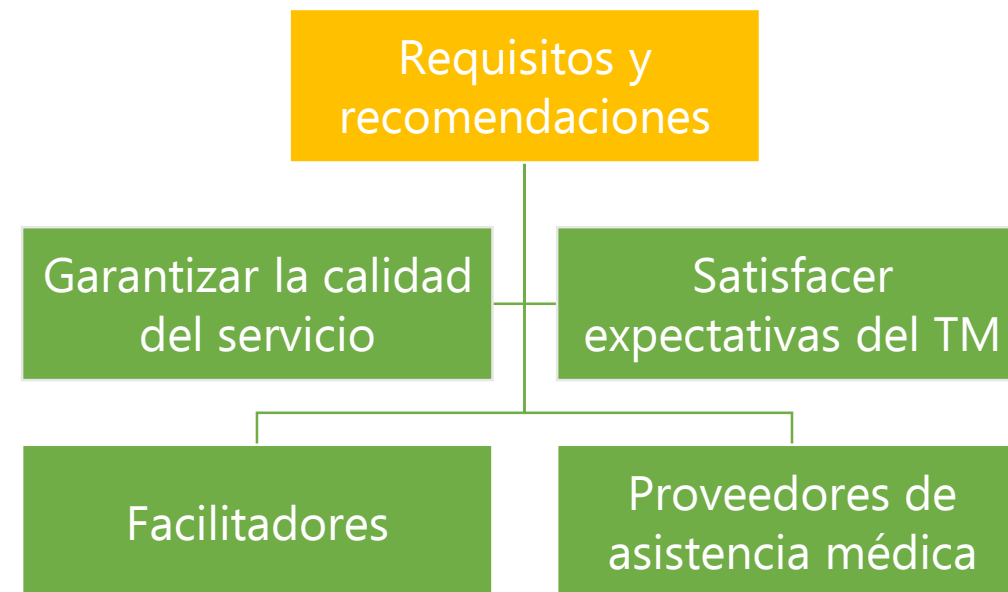 Requisitos y
recomendaciones
Garantizar la calidad
del servicio
Satisfacer
expectativas del TM
Facilitadores
Proveedores de
asistencia médica